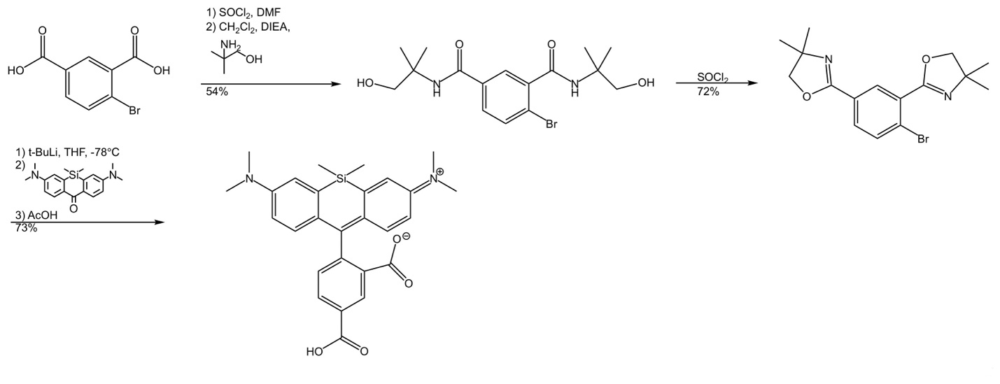 1) SOCl₂, DMF
2) CH₂Cl₂, DIEA,
NH₂
OH
54%
O
O
HO
OH
Br
O
O
HO
N
H
N
H
OH
Br
SOCl₂
72%
N
O
O
N
Br
1) t-BuLi, THF, -78°C
2)
N
Si
N
O
3) AcOH
73%
N
Si
N⊕
O⊖
O
HO
O